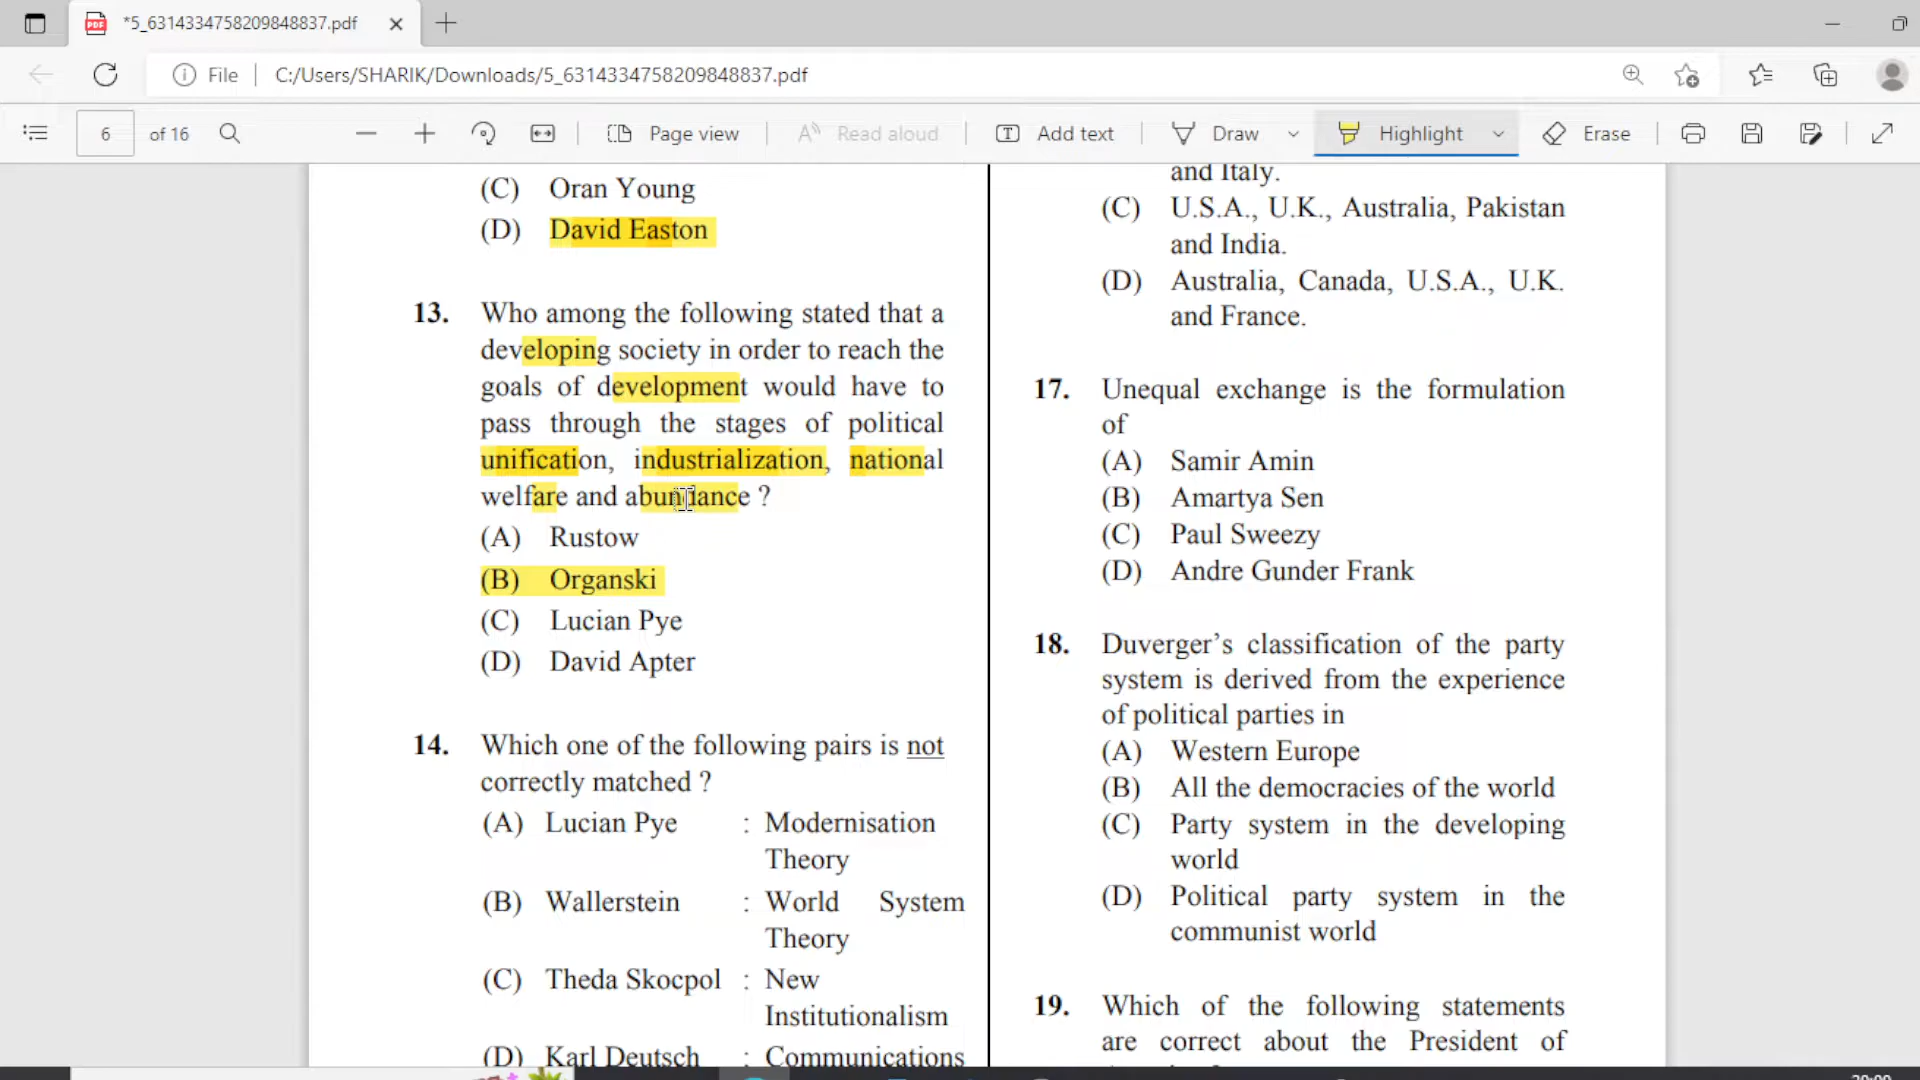 *5_6314334758209848837.pdf
File
C:/Users/SHARIK/Downloads/5_6314334758209848837.pdf
6 of 16
Page view
Read aloud
Add text
Draw
Highlight
Erase
(C) Oran Young
(D) David Easton
13. Who among the following stated that a
developing society in order to reach the
goals of development would have to
pass through the stages of political
unification, industrialization, national
welfare and abundance ?
(A) Rustow
(B) Organski
(C) Lucian Pye
(D) David Apter
14. Which one of the following pairs is not
correctly matched ?
(A) Lucian Pye : Modernisation
Theory
(B) Wallerstein : World System
Theory
(C) Theda Skocpol : New
Institutionalism
(D) Karl Deutsch : Communications
and Italy.
(C) U.S.A., U.K., Australia, Pakistan
and India.
(D) Australia, Canada, U.S.A., U.K.
and France.
17. Unequal exchange is the formulation
of
(A) Samir Amin
(B) Amartya Sen
(C) Paul Sweezy
(D) Andre Gunder Frank
18. Duverger’s classification of the party
system is derived from the experience
of political parties in
(A) Western Europe
(B) All the democracies of the world
(C) Party system in the developing
world
(D) Political party system in the
communist world
19. Which of the following statements
are correct about the President of